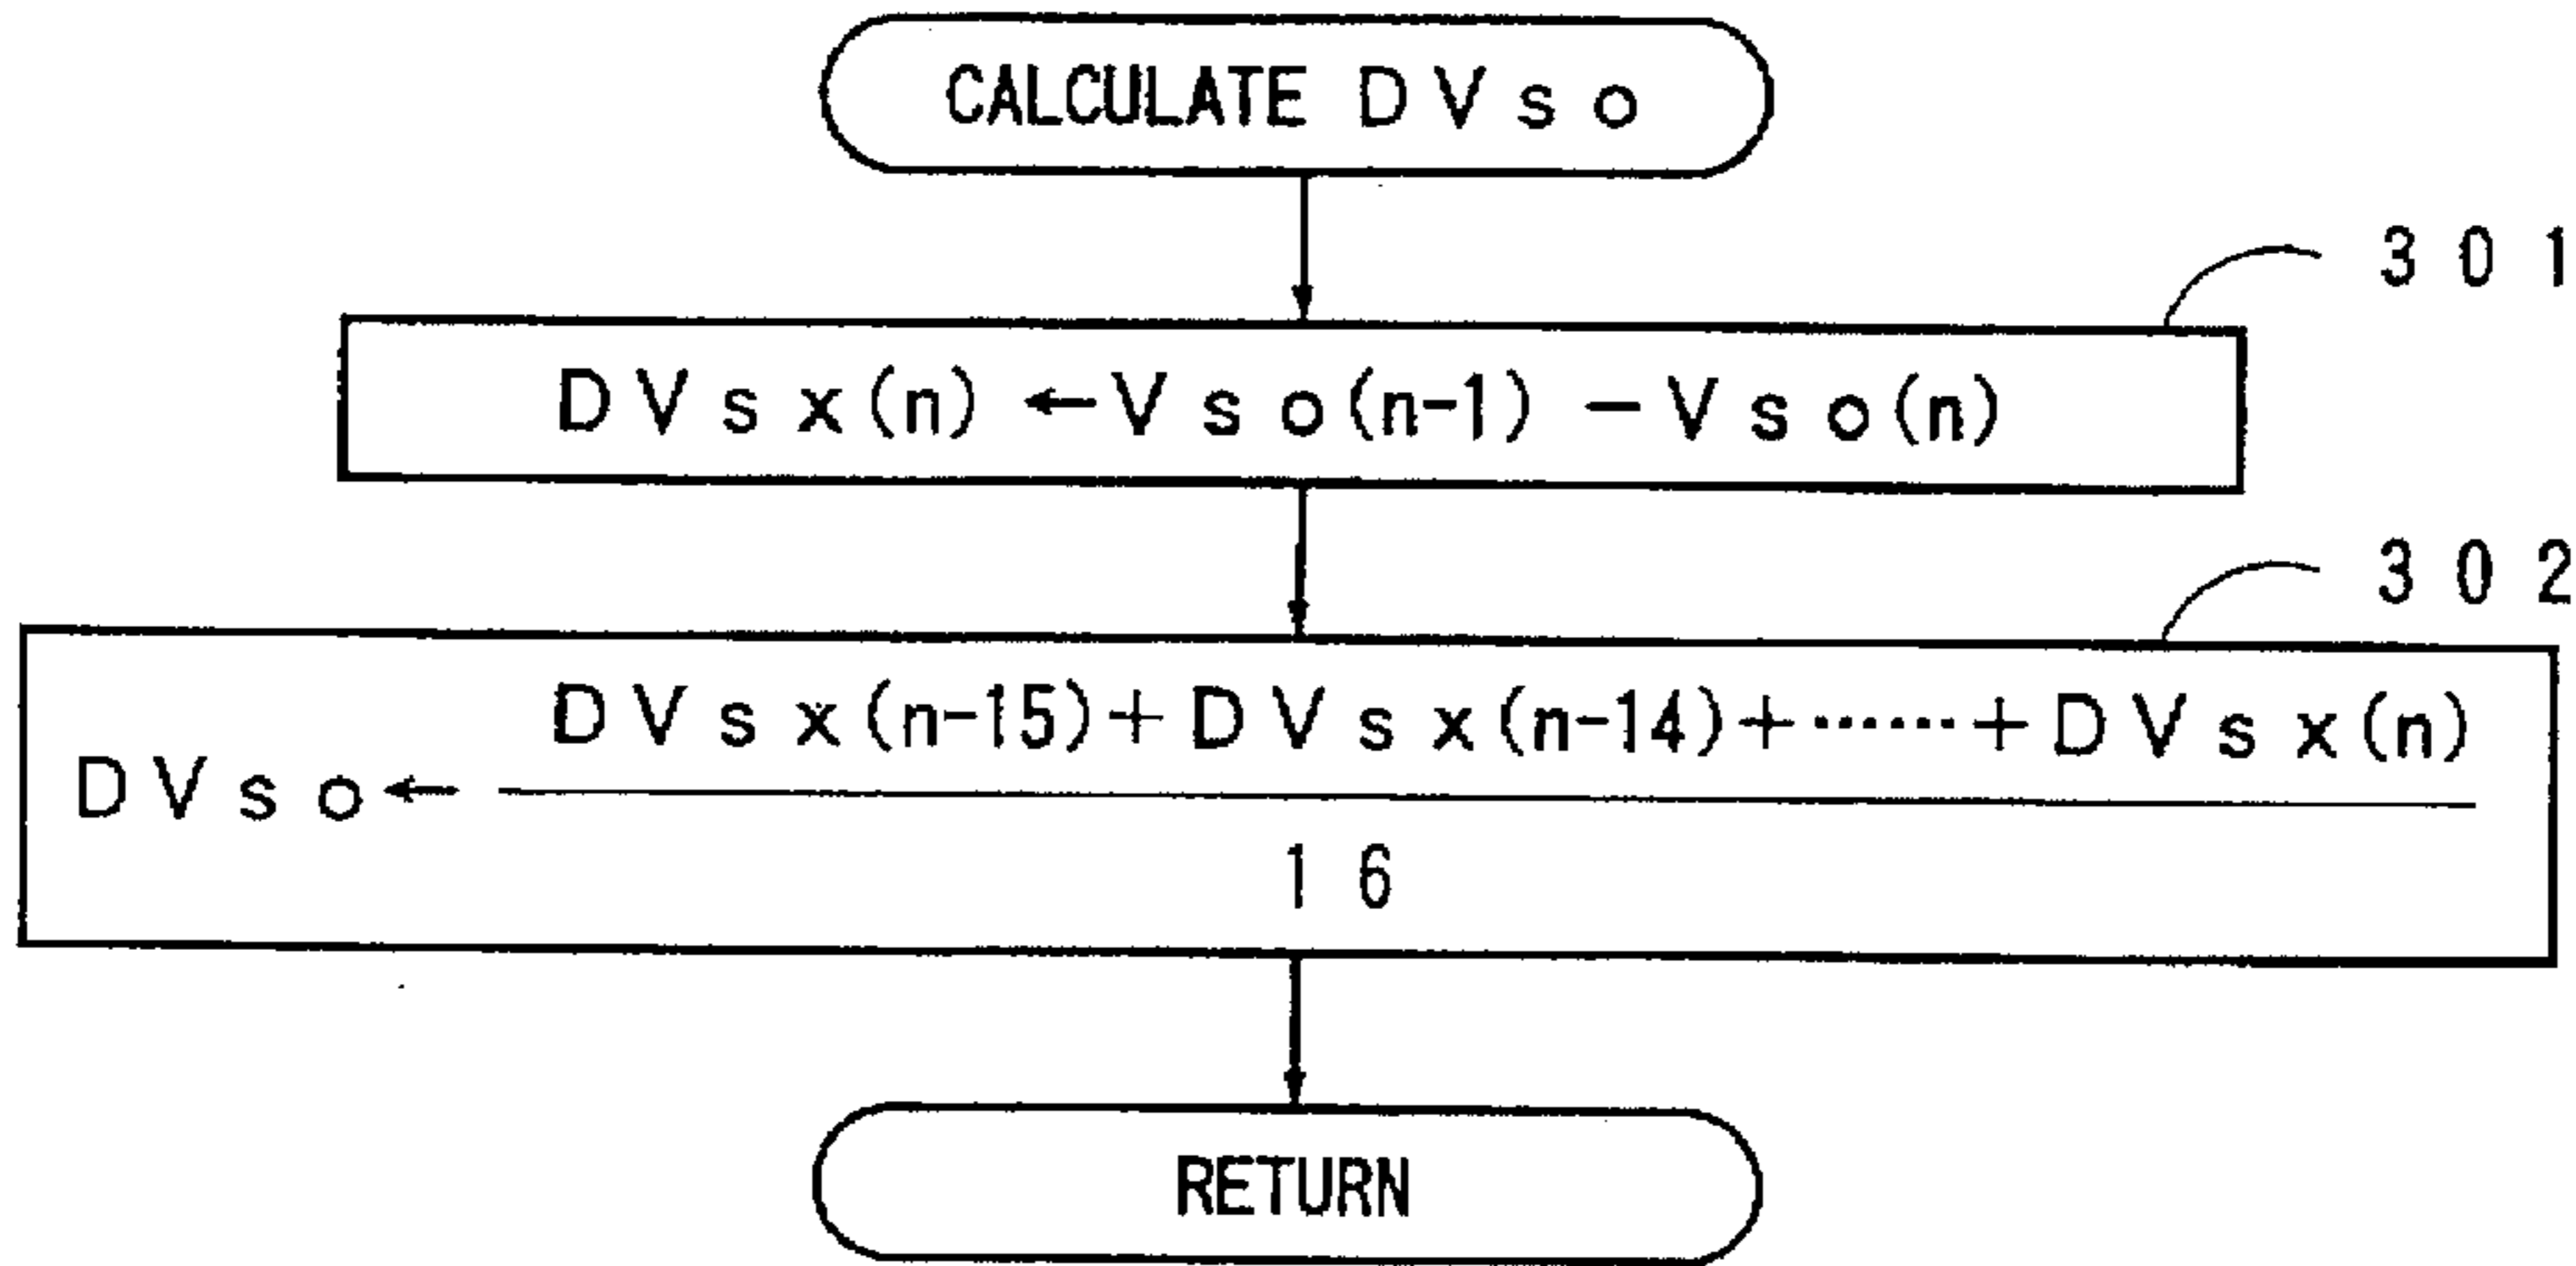 CALCULATE DVso
301
DVsx(n) ← Vso(n-1) − Vso(n)
302
DVsx(n-15) + DVsx(n-14) + ······ + DVsx(n)
DVso ←
16
RETURN